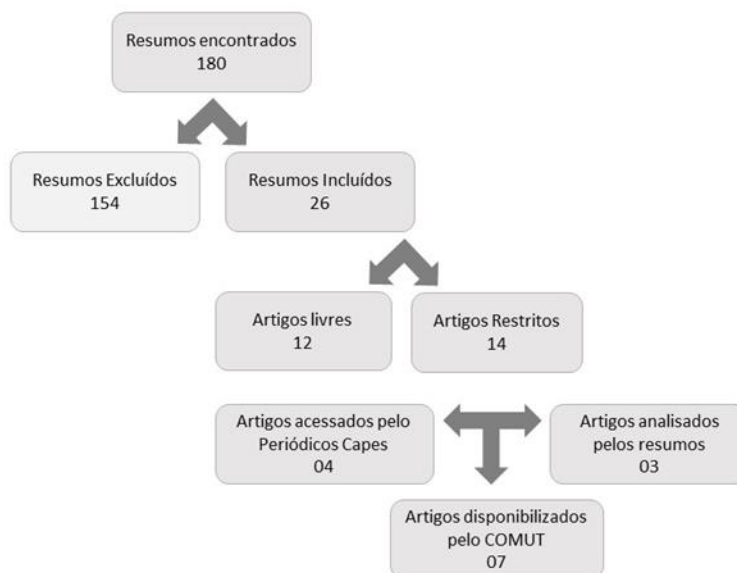 Resumos encontrados
180
Resumos Excluídos
154
Resumos Incluídos
26
Artigos livres
12
Artigos Restritos
14
Artigos acessados pelo
Periódicos Capes
04
Artigos analisados
pelos resumos
03
Artigos disponibilizados
pelo COMUT
07